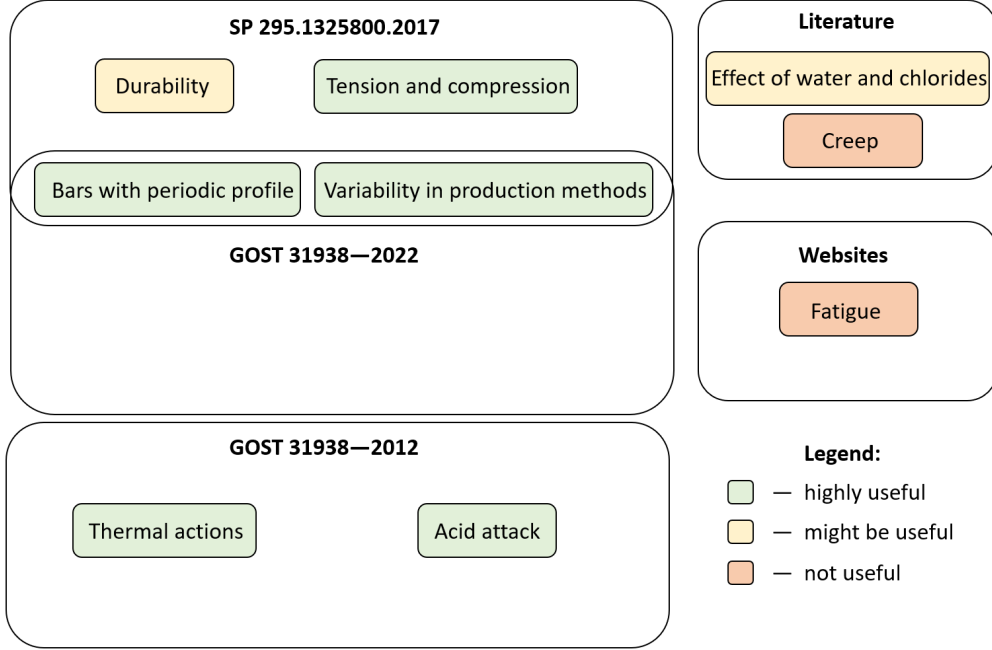 SP 295.1325800.2017
Durability
Tension and compression
Bars with periodic profile
Variability in production methods
GOST 31938—2022
GOST 31938—2012
Thermal actions
Acid attack
Literature
Effect of water and chlorides
Creep
Websites
Fatigue
Legend:
— highly useful
— might be useful
— not useful